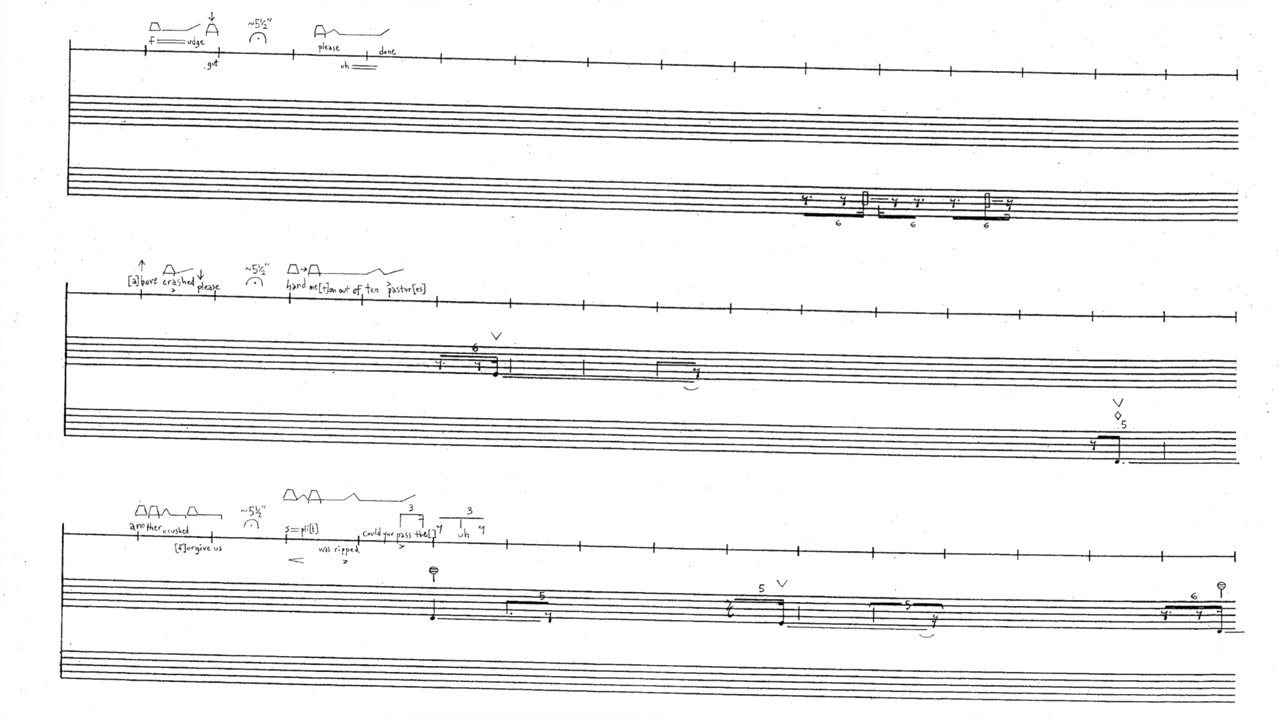 ~5½"
f udge
please
done
gut
uh
6
6
6
~5½"
[a]bove crashed please
hand me[t]on out of ten pastur[es]
6
5
~5½"
3
3
another crushed
s=pli[t]
could you pass the[]
uh
[f]orgive us
was ripped
5
5
5
6